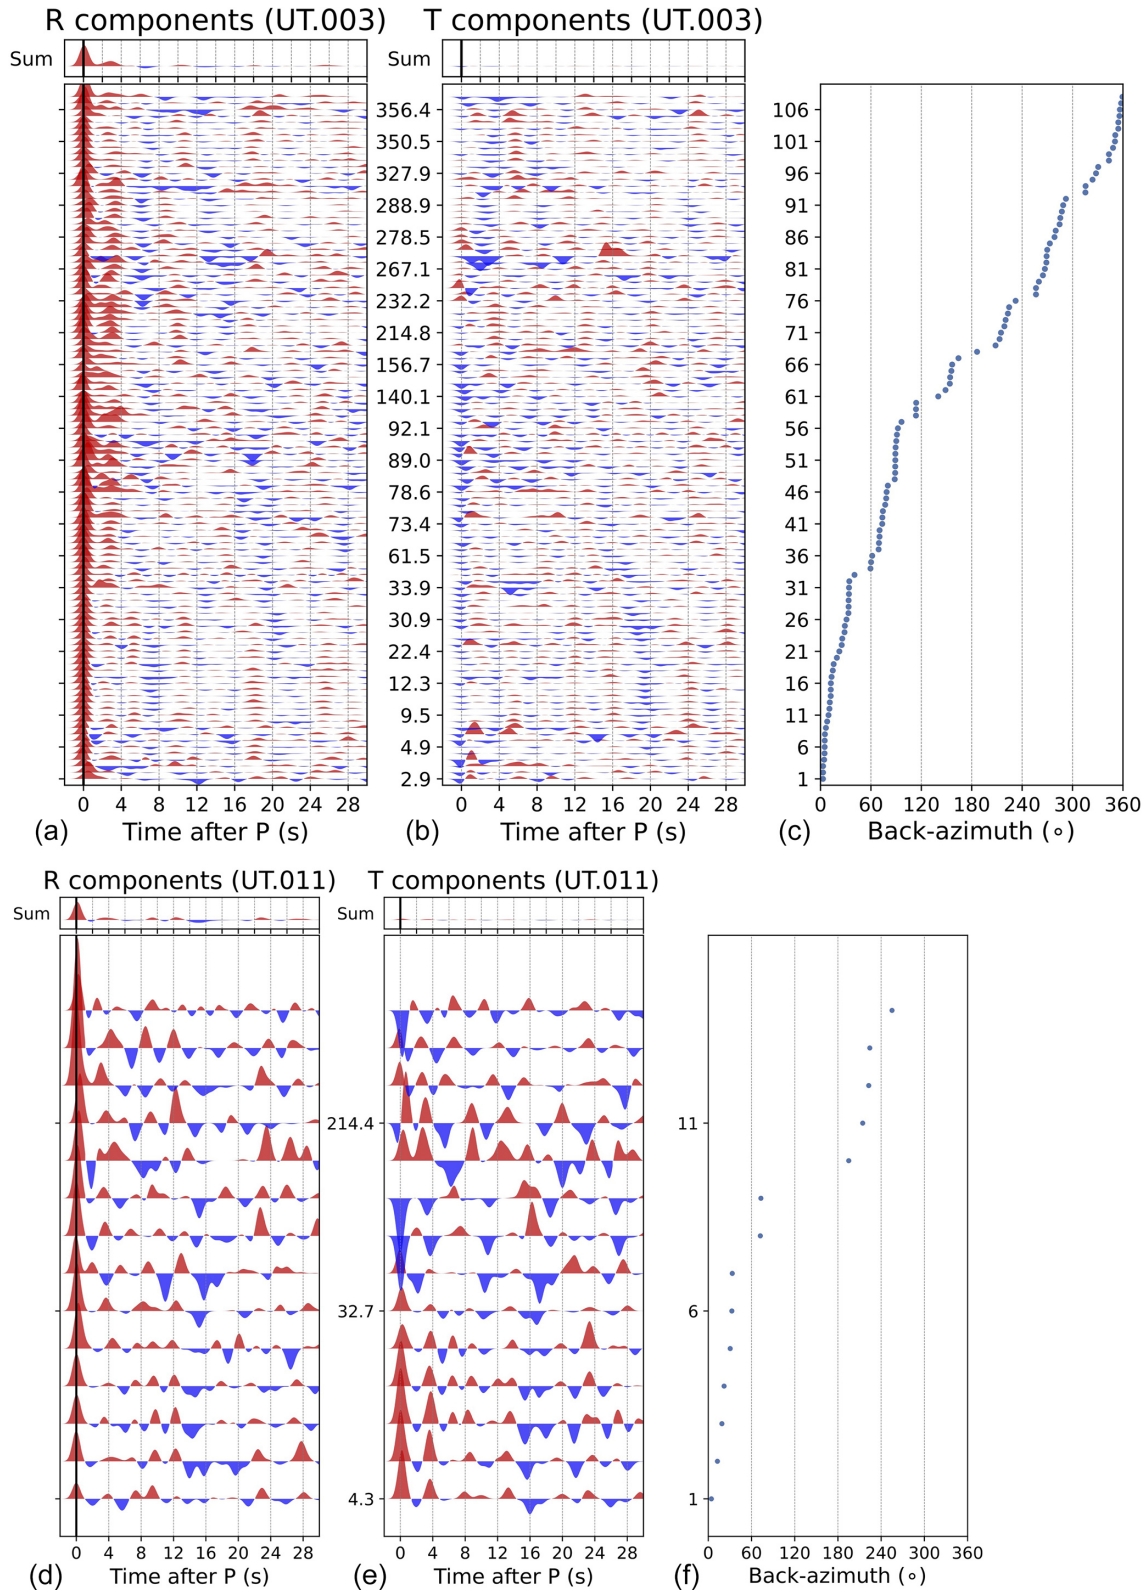 R components (UT.003)
T components (UT.003)
Sum
Sum
356.4
350.5
327.9
288.9
278.5
267.1
232.2
214.8
156.7
140.1
92.1
89.0
78.6
73.4
61.5
33.9
30.9
22.4
12.3
9.5
4.9
2.9
106
101
96
91
86
81
76
71
66
61
56
51
46
41
36
31
26
21
16
11
6
1
0 4 8 12 16 20 24 28
0 4 8 12 16 20 24 28
0 60 120 180 240 300 360
(a) Time after P (s)
(b) Time after P (s)
(c) Back-azimuth (∘)
R components (UT.011)
T components (UT.011)
Sum
Sum
214.4
32.7
4.3
11
6
1
0 4 8 12 16 20 24 28
0 4 8 12 16 20 24 28
0 60 120 180 240 300 360
(d) Time after P (s)
(e) Time after P (s)
(f) Back-azimuth (∘)